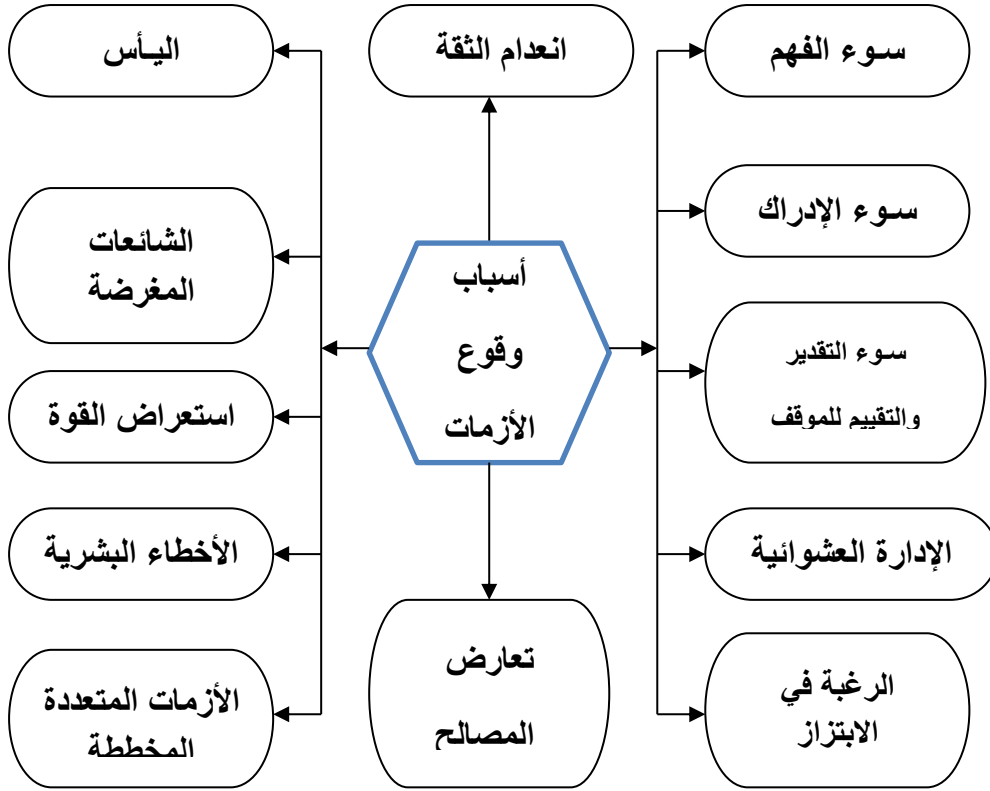 سوء الفهم
انعدام الثقة
اليأس
سوء الإدراك
الشائعات
المغرضة
أسباب
وقوع
الأزمات
سوء التقدير
والتقييم للموقف
استعراض القوة
الإدارة العشوائية
الأخطاء البشرية
الرغبة في
الابتزاز
تعارض
المصالح
الأزمات المتعددة
المخططة